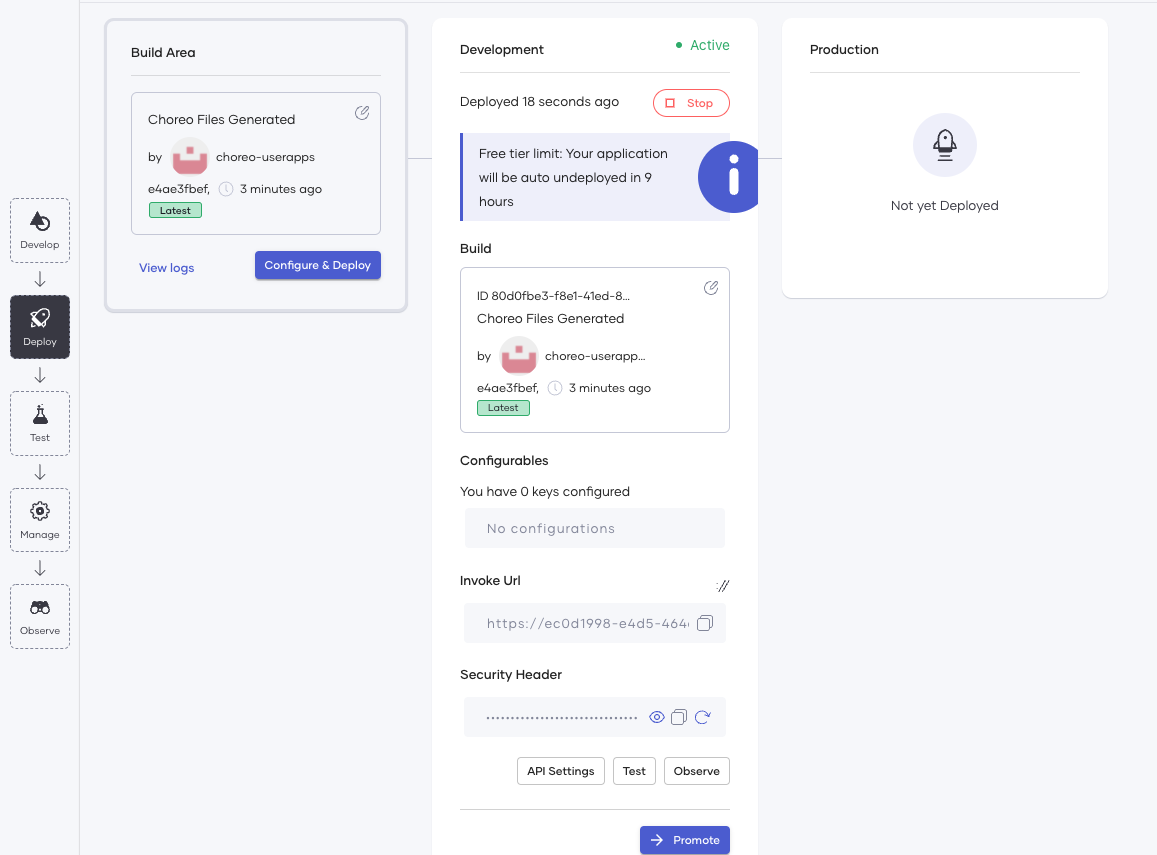 Develop
Deploy
Test
Manage
Observe
Build Area
Choreo Files Generated
by choreo-userapps
e4ae3fbef, 3 minutes ago
Latest
View logs
Configure & Deploy
Development
Active
Deployed 18 seconds ago
Stop
Free tier limit: Your application
will be auto undeployed in 9
hours
Build
ID 80d0fbe3-f8e1-41ed-8...
Choreo Files Generated
by choreo-userapp...
e4ae3fbef, 3 minutes ago
Latest
Configurables
You have 0 keys configured
No configurations
Invoke Url
://
https://ec0d1998-e4d5-464
Security Header
API Settings
Test
Observe
Promote
Production
Not yet Deployed